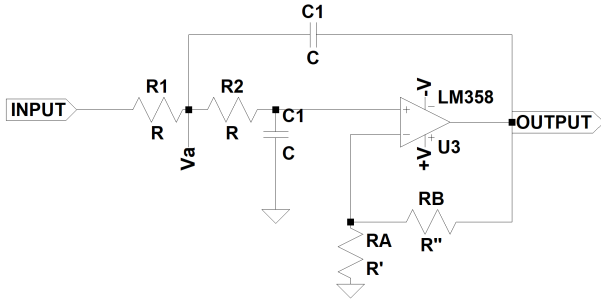 C1
C
R1
R2
INPUT
R
R
C1
C
Va
-V
LM358
OUTPUT
U3
+V
RB
R"
RA
R'
+
-
-
+